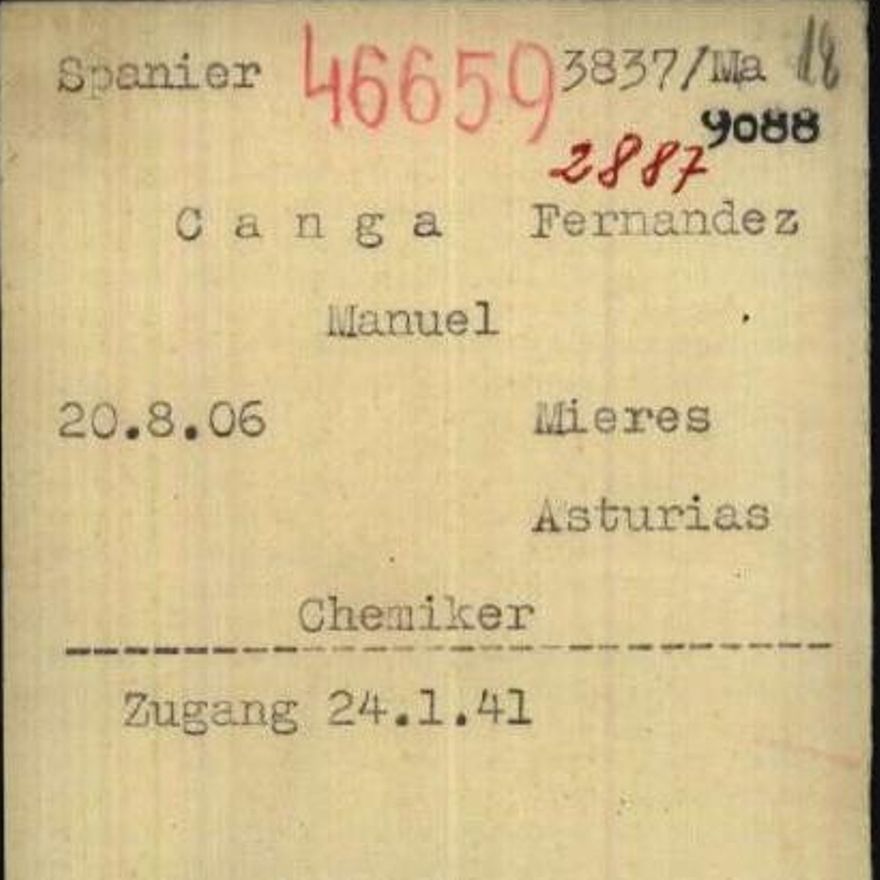 Spanier 46659 3837/Ma 18
9088
2887
Canga Fernandez
Manuel
20.8.06 Mieres
Asturias
Chemiker
Zugang 24.1.41